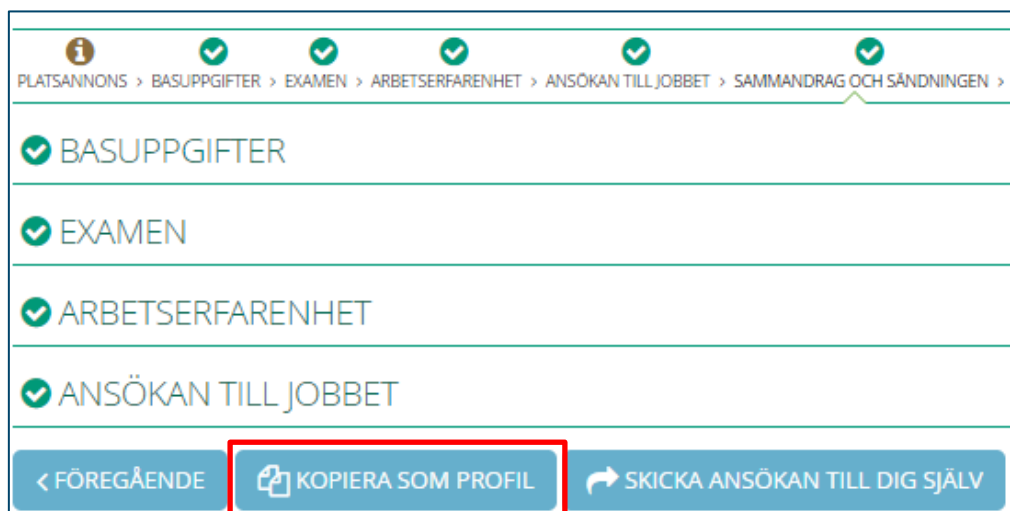 PLATSANNONS > BASUPPGIFTER > EXAMEN > ARBETSERFARENHET > ANSÖKAN TILL JOBBET > SAMMANDRAG OCH SÄNDNINGEN >
BASUPPGIFTER
EXAMEN
ARBETSERFARENHET
ANSÖKAN TILL JOBBET
< FÖREGÅENDE KOPIERA SOM PROFIL SKICKA ANSÖKAN TILL DIG SJÄLV